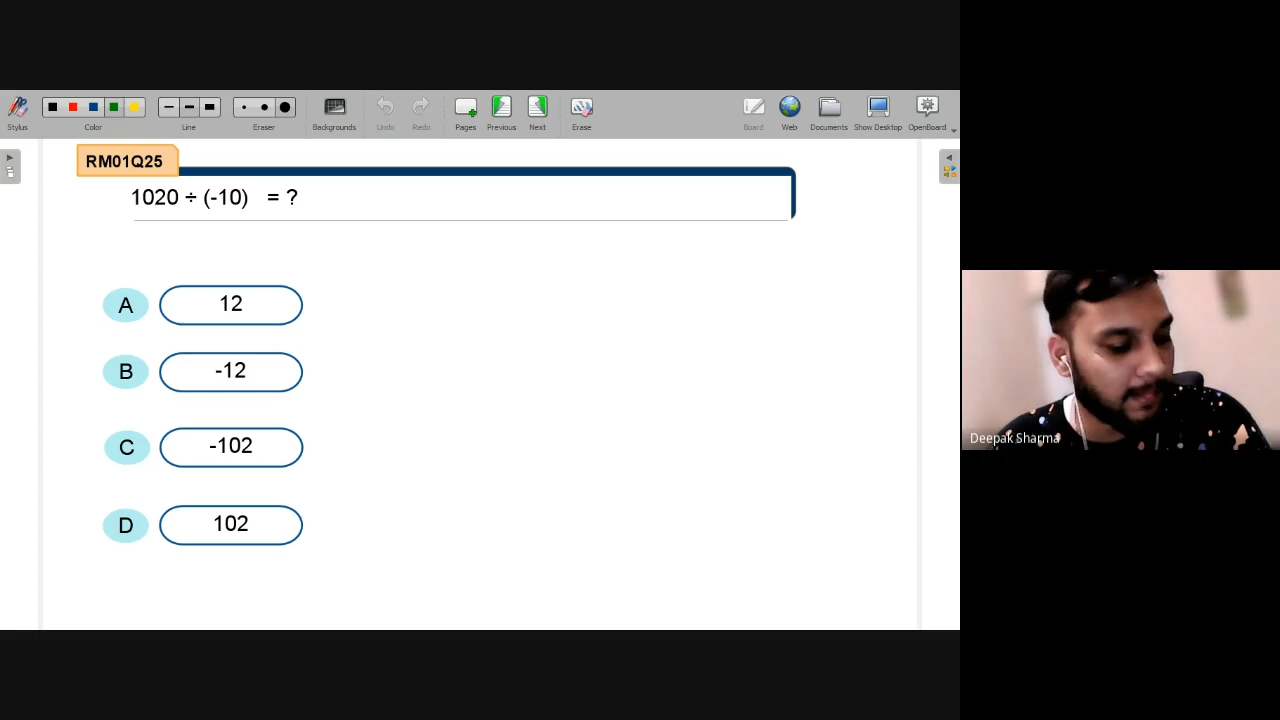 Stylus
Color
Line
Eraser
Backgrounds
Undo
Redo
Pages
Previous
Next
Erase
Board
Web
Documents
Show Desktop
OpenBoard
RM01Q25
1020 ÷ (-10) = ?
A 12
B -12
C -102
D 102
Deepak Sharma